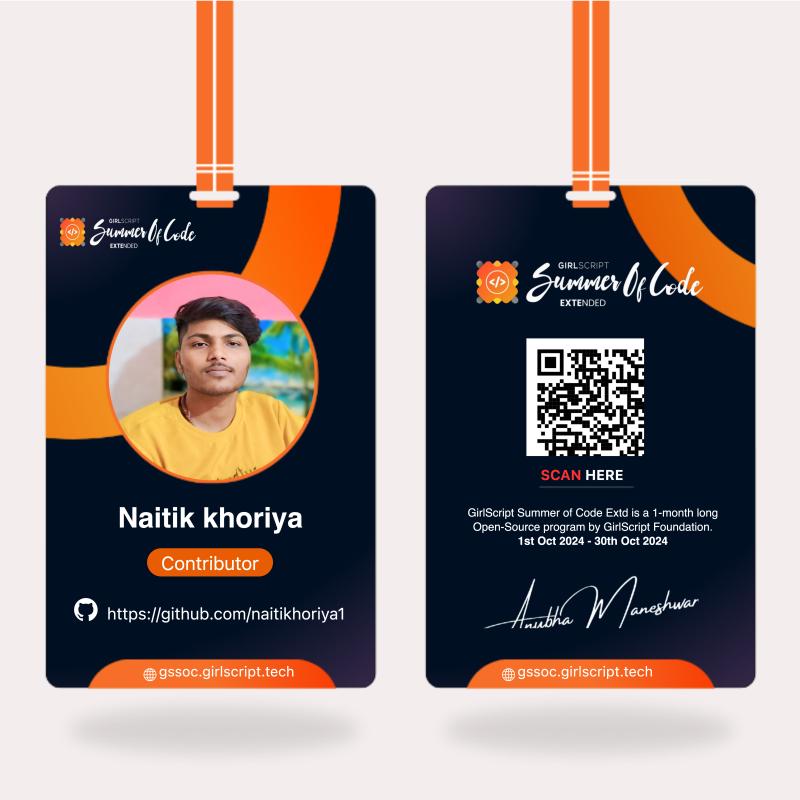 GIRLSCRIPT
Summer Of Code
EXTENDED
Naitik khoriya
Contributor
https://github.com/naitikhoriya1
gssoc.girlscript.tech
GIRLSCRIPT
</>
Summer Of Code
EXTENDED
SCAN HERE
GirlScript Summer of Code Extd is a 1-month long
Open-Source program by GirlScript Foundation.
1st Oct 2024 - 30th Oct 2024
Anubha Maneshwar
gssoc.girlscript.tech